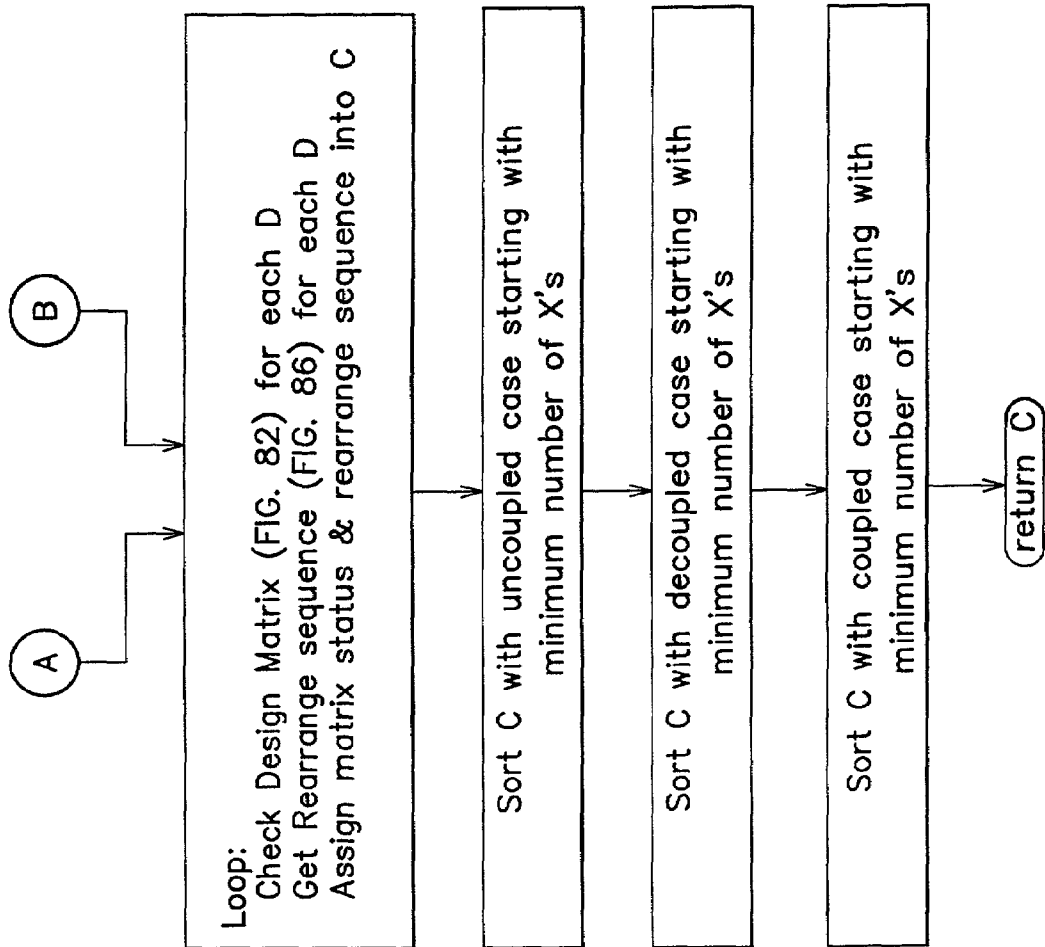 A
B
Loop:
Check Design Matrix (FIG. 82) for each D
Get Rearrange sequence (FIG. 86) for each D
Assign matrix status & rearrange sequence into C
Sort C with uncoupled case starting with
minimum number of X's
Sort C with decoupled case starting with
minimum number of X's
Sort C with coupled case starting with
minimum number of X's
return C